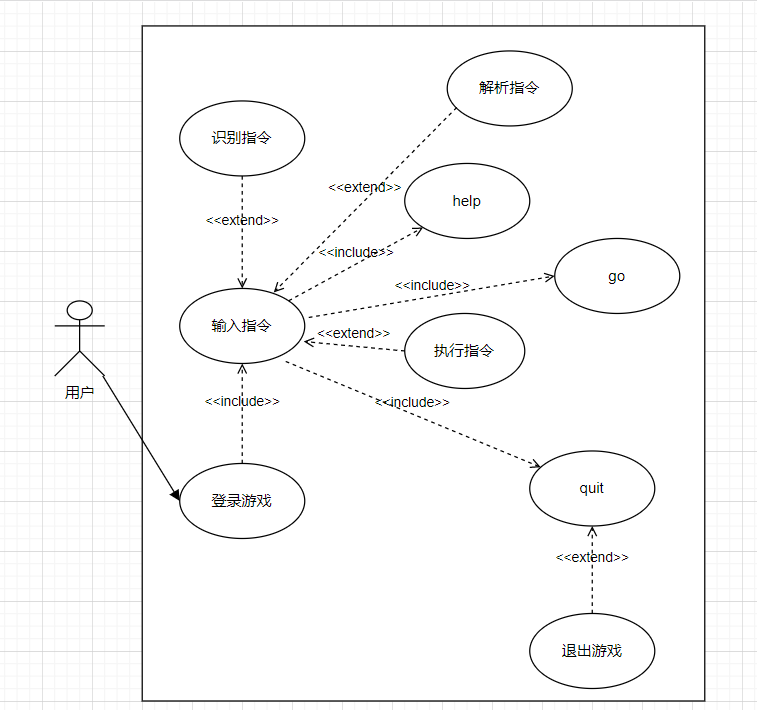 解析指令
识别指令
<<extend>>
help
<<extend>>
<<include>>
go
<<include>>
输入指令
<<extend>>
执行指令
用户
<<include>>
<<include>>
quit
登录游戏
<<extend>>
退出游戏